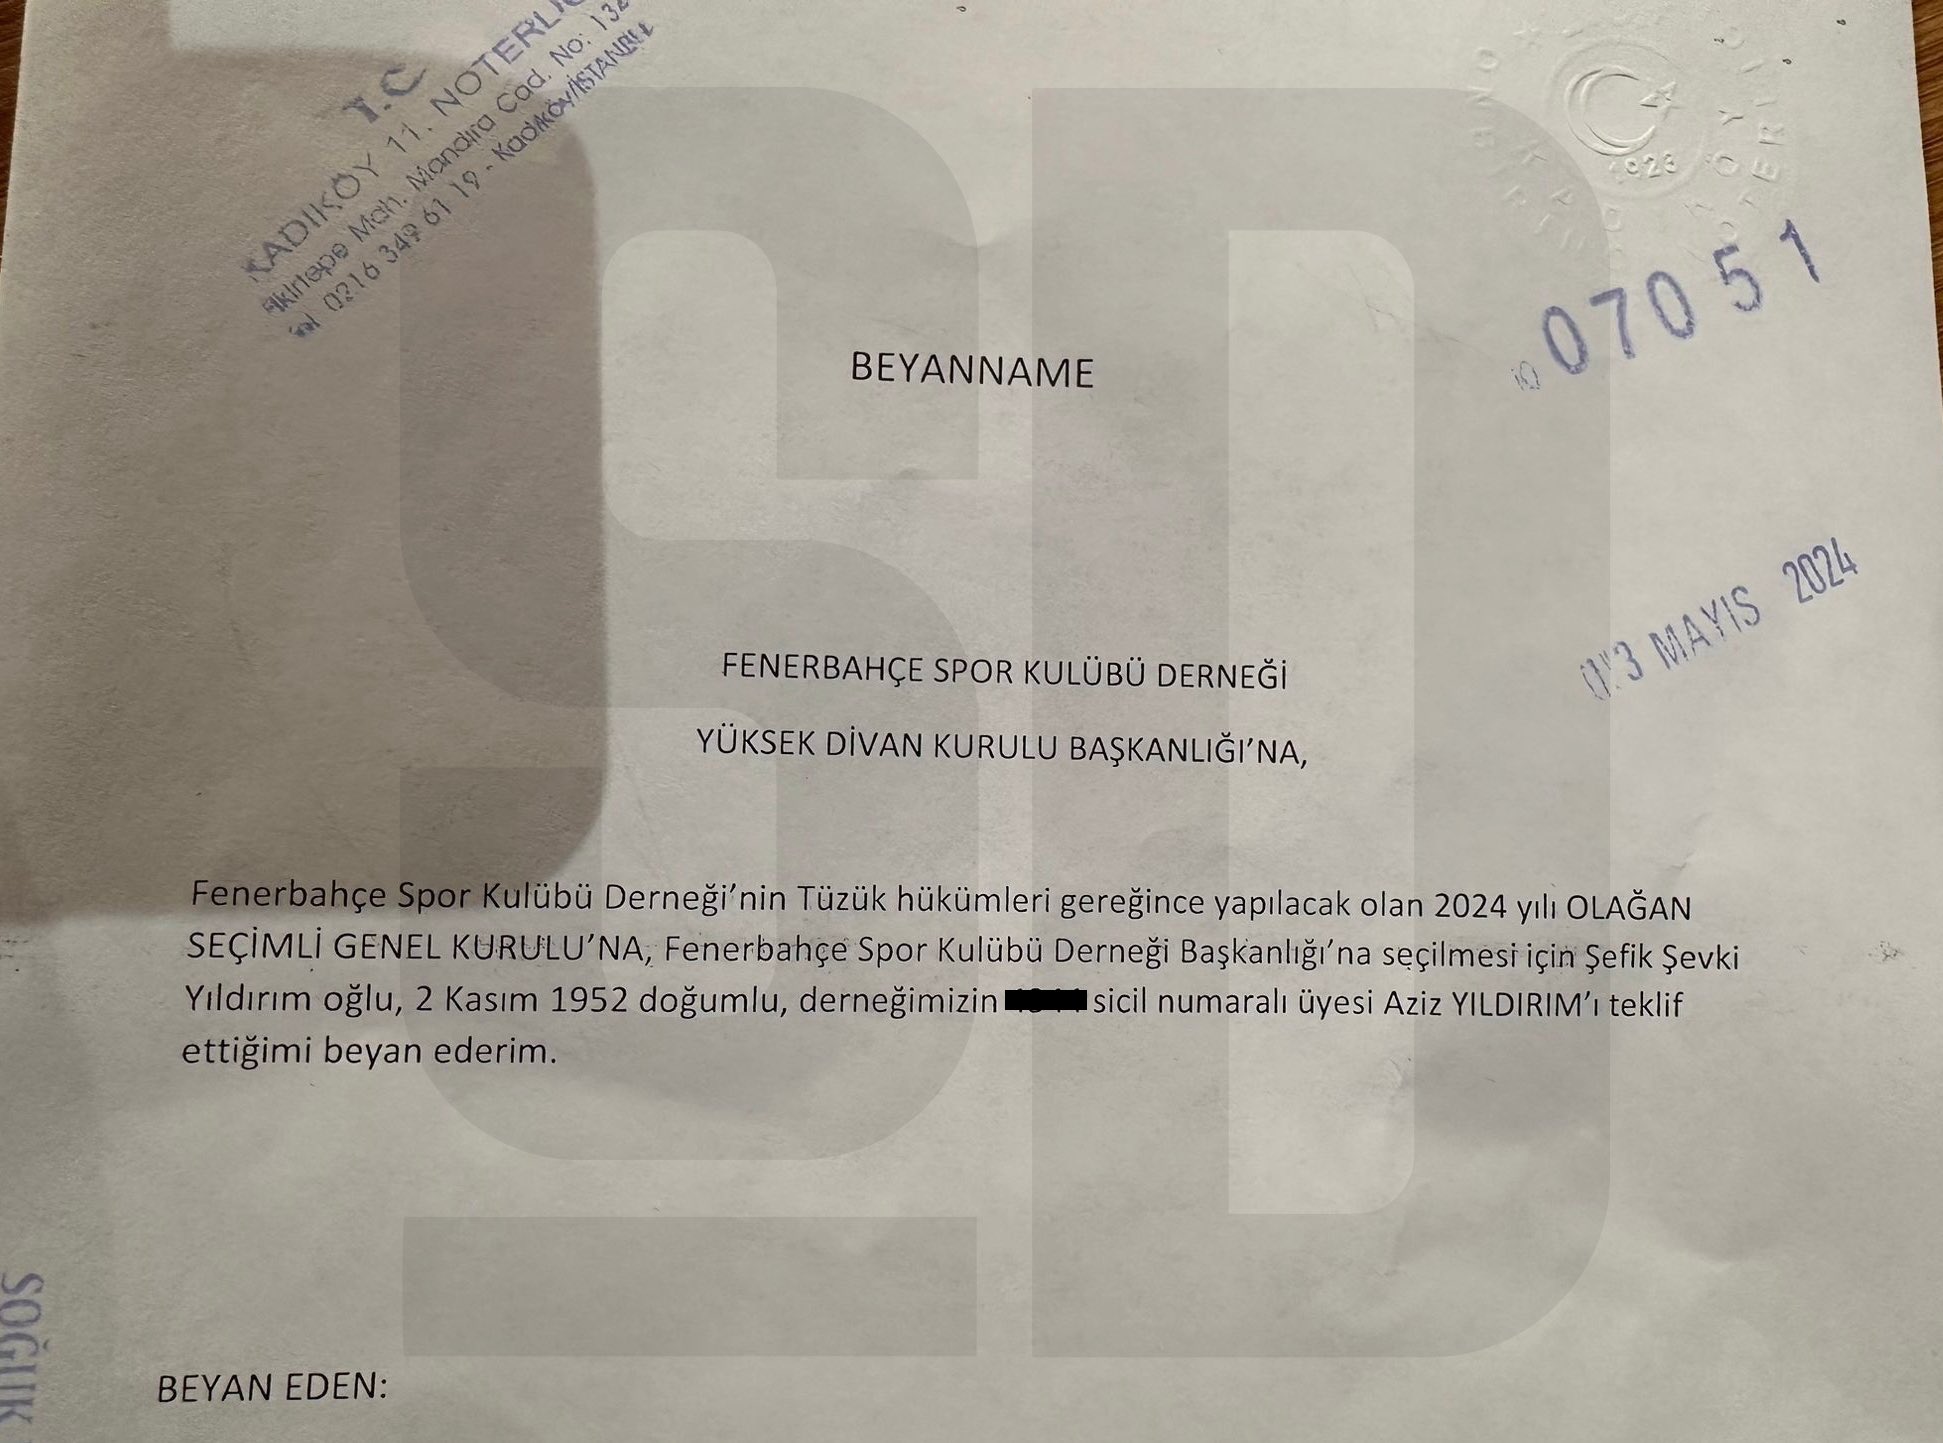 T.C
KADIKÖY 11. NOTERLİĞ
Fikirtepe Mah. Mandıra Cad. No: 132
0216 349 61 19 - Kadıköy/İSTANBUL
1923
07051
BEYANNAME
03 MAYIS 2024
FENERBAHÇE SPOR KULÜBÜ DERNEĞİ
YÜKSEK DİVAN KURULU BAŞKANLIĞI’NA,
Fenerbahçe Spor Kulübü Derneği’nin Tüzük hükümleri gereğince yapılacak olan 2024 yılı OLAĞAN
SEÇİMLİ GENEL KURULU’NA, Fenerbahçe Spor Kulübü Derneği Başkanlığı’na seçilmesi için Şefik Şevki
Yıldırım oğlu, 2 Kasım 1952 doğumlu, derneğimizin sicil numaralı üyesi Aziz YILDIRIM’ı teklif
ettiğimi beyan ederim.
SOĞUK
BEYAN EDEN: